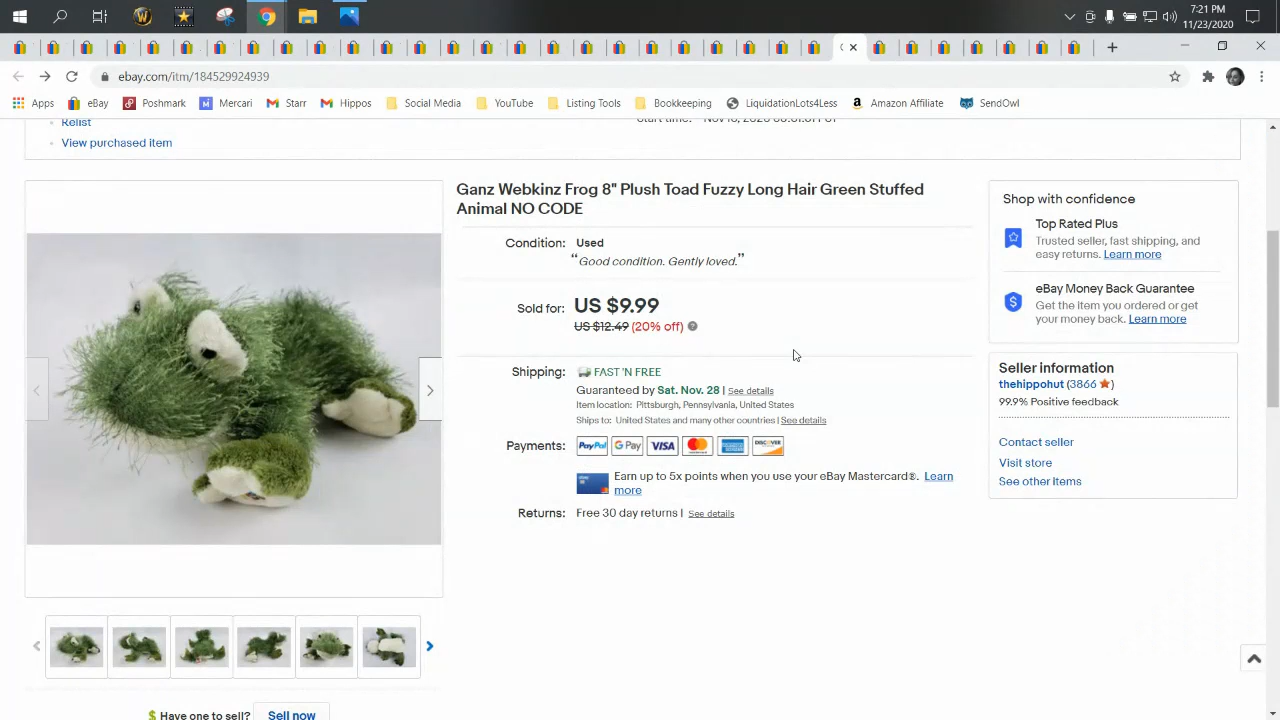 7:21 PM
11/23/2020
ebay.com/itm/184529924939
Apps eBay Poshmark Mercari Starr Hippos Social Media YouTube Listing Tools Bookkeeping LiquidationLots4Less Amazon Affiliate SendOwl
Relist
View purchased item
Ganz Webkinz Frog 8" Plush Toad Fuzzy Long Hair Green Stuffed
Animal NO CODE
Condition: Used
“Good condition. Gently loved.”
Sold for: US $9.99
US $12.49 (20% off)
Shipping: FAST 'N FREE
Guaranteed by Sat. Nov. 28 | See details
Item location: Pittsburgh, Pennsylvania, United States
Ships to: United States and many other countries | See details
Payments: PayPal G Pay VISA MasterCard AMERICAN EXPRESS DISCOVER
Earn up to 5x points when you use your eBay Mastercard®. Learn
more
Returns: Free 30 day returns | See details
Shop with confidence
Top Rated Plus
Trusted seller, fast shipping, and
easy returns. Learn more
eBay Money Back Guarantee
Get the item you ordered or get
your money back. Learn more
Seller information
thehippohut (3866 )
99.9% Positive feedback
Contact seller
Visit store
See other items
Have one to sell? Sell now